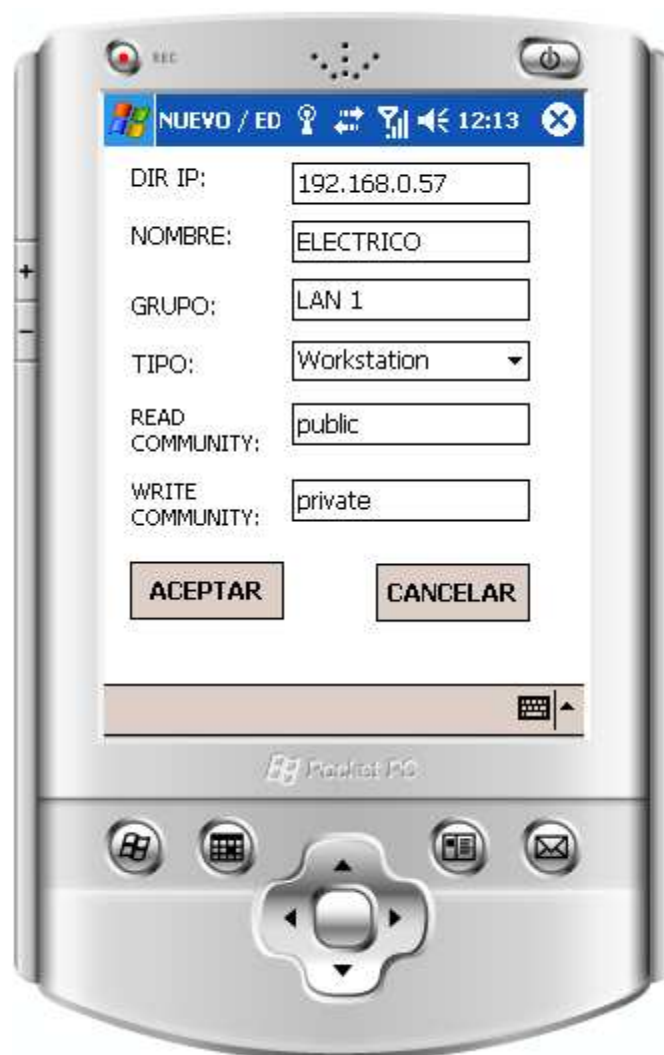 REC
NUEVO / ED 12:13
DIR IP: 192.168.0.57
NOMBRE: ELECTRICO
GRUPO: LAN 1
TIPO: Workstation
READ
COMMUNITY: public
WRITE
COMMUNITY: private
ACEPTAR CANCELAR
Pocket PC